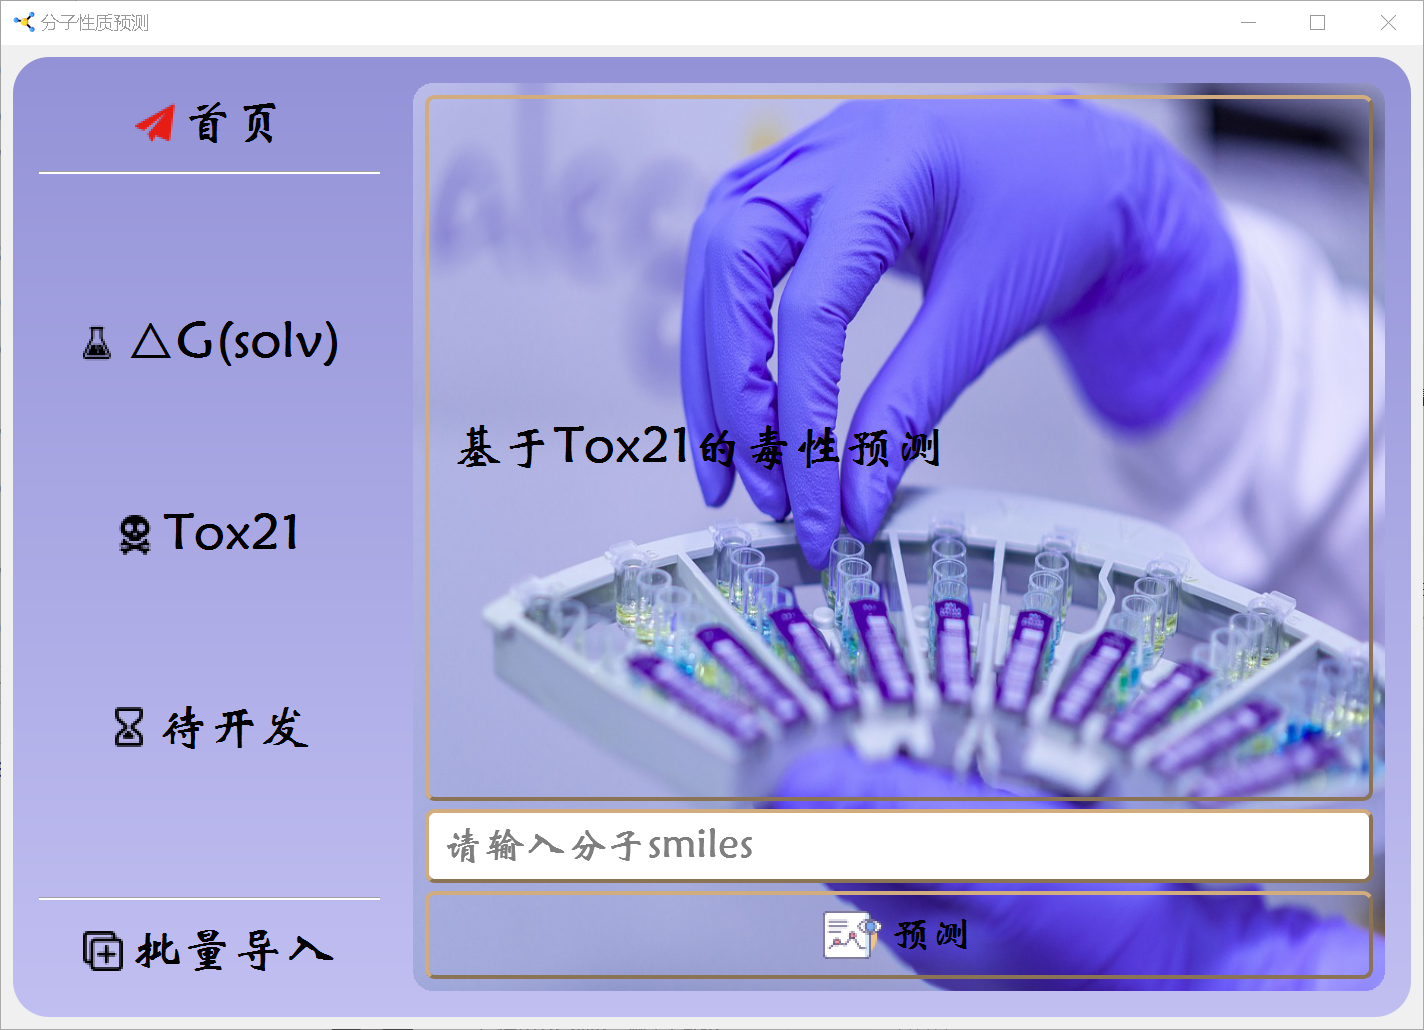 分子性质预测
首页
△G(solv)
Tox21
待开发
批量导入
基于Tox21的毒性预测
请输入分子smiles
预测